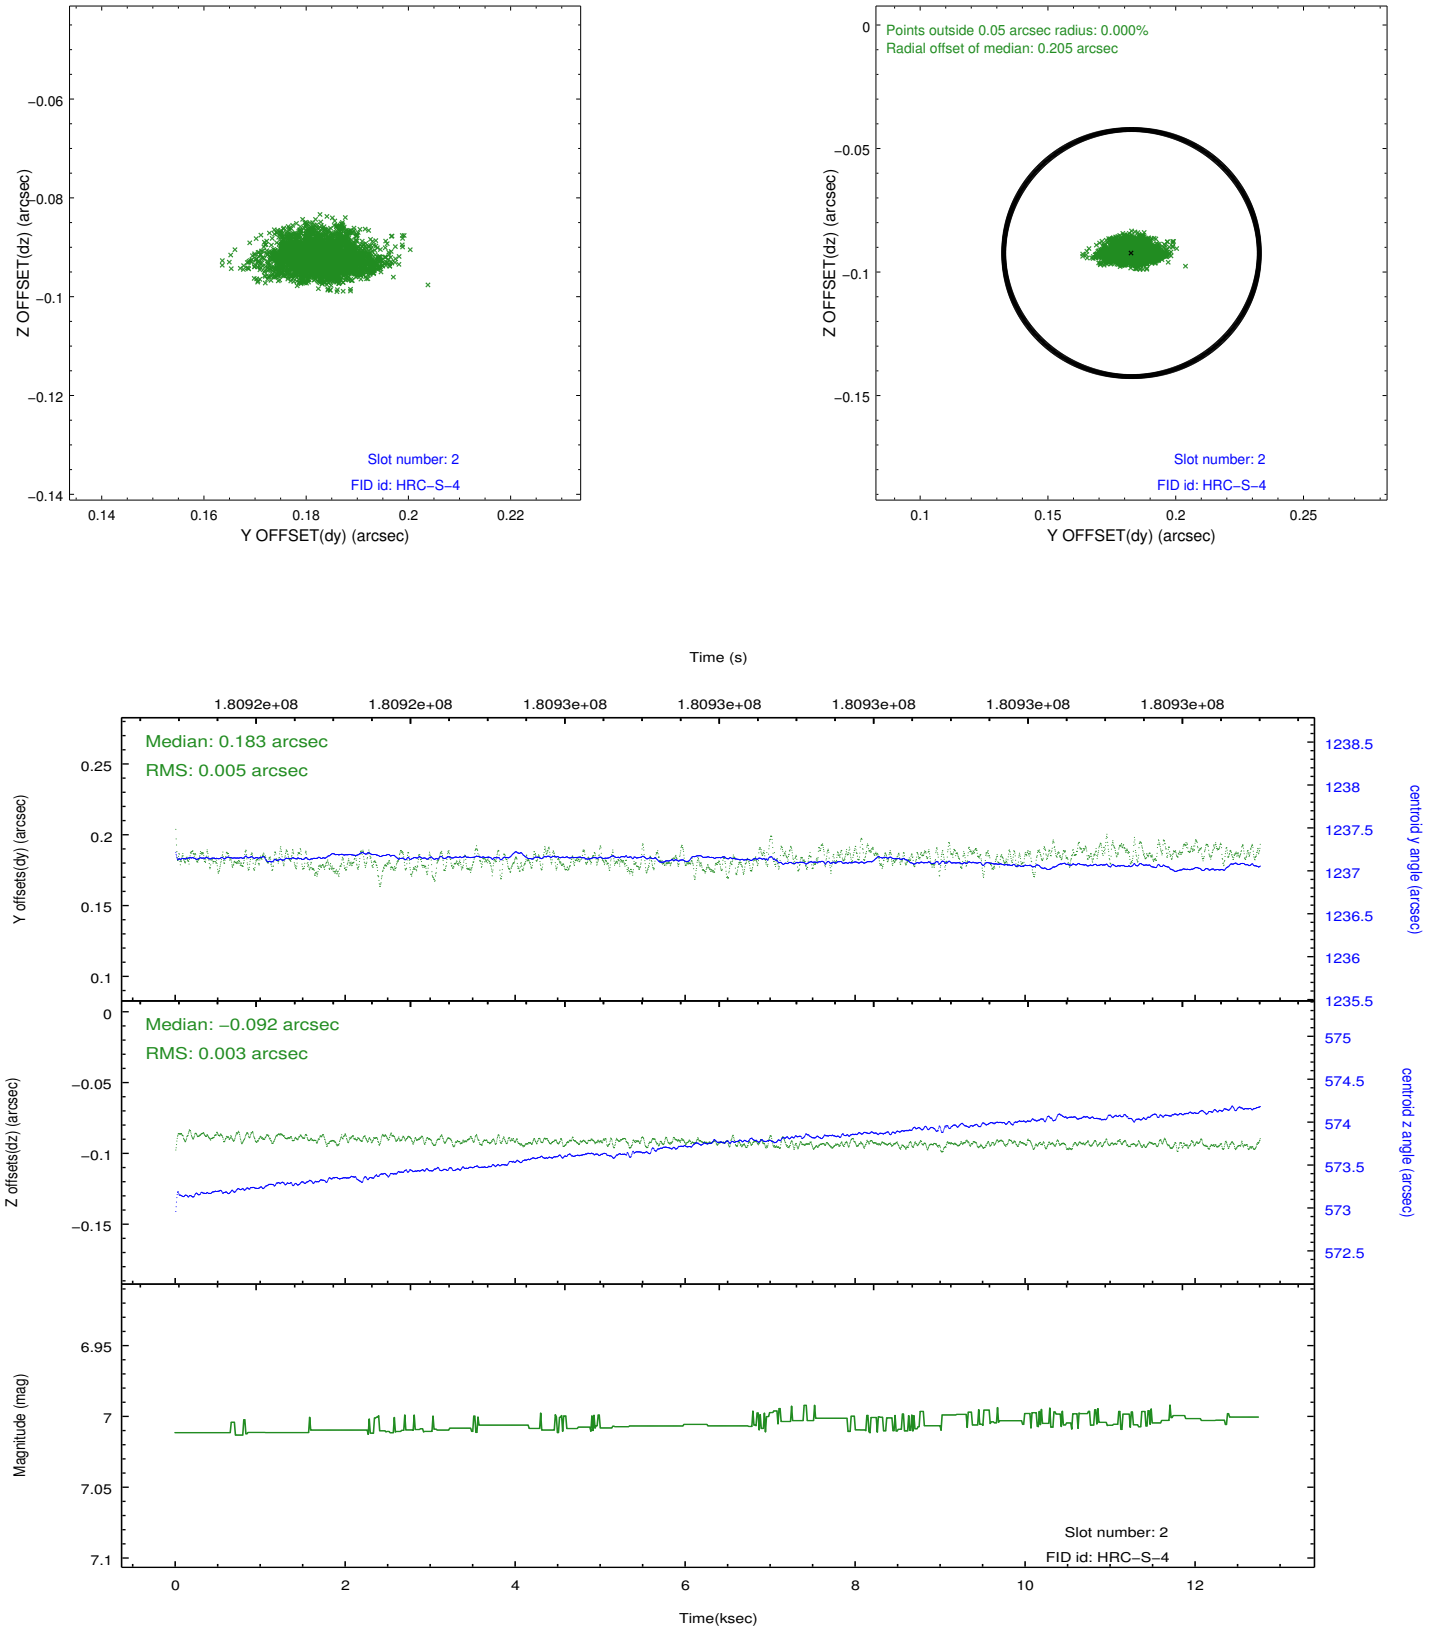 −0.06
−0.08
−0.1
−0.12
−0.14
Z OFFSET(dz) (arcsec)
Slot number: 2
FID id: HRC−S−4
0.14 0.16 0.18 0.2 0.22
Y OFFSET(dy) (arcsec)
Points outside 0.05 arcsec radius: 0.000%
Radial offset of median: 0.205 arcsec
0
−0.05
−0.1
−0.15
Z OFFSET(dz) (arcsec)
Slot number: 2
FID id: HRC−S−4
0.1 0.15 0.2 0.25
Y OFFSET(dy) (arcsec)
Time (s)
1.8092e+08 1.8092e+08 1.8093e+08 1.8093e+08 1.8093e+08 1.8093e+08 1.8093e+08
Median: 0.183 arcsec
RMS: 0.005 arcsec
0.25
0.2
0.15
0.1
Y offsets(dy) (arcsec)
1238.5
1238
1237.5
1237
1236.5
1236
1235.5
centroid y angle (arcsec)
Median: −0.092 arcsec
RMS: 0.003 arcsec
0
−0.05
−0.1
−0.15
Z offsets(dz) (arcsec)
575
574.5
574
573.5
573
572.5
centroid z angle (arcsec)
6.95
7
7.05
7.1
Magnitude (mag)
Slot number: 2
FID id: HRC−S−4
0 2 4 6 8 10 12
Time(ksec)